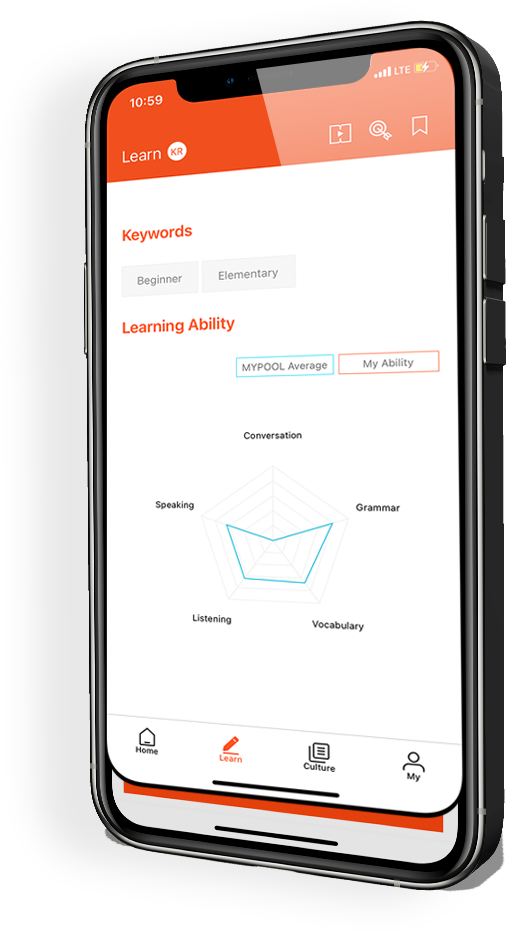 10:59
LTE
Learn KR
Keywords
Beginner
Elementary
Learning Ability
MYPOOL Average
My Ability
Conversation
Speaking
Grammar
Listening
Vocabulary
Home
Learn
Culture
My